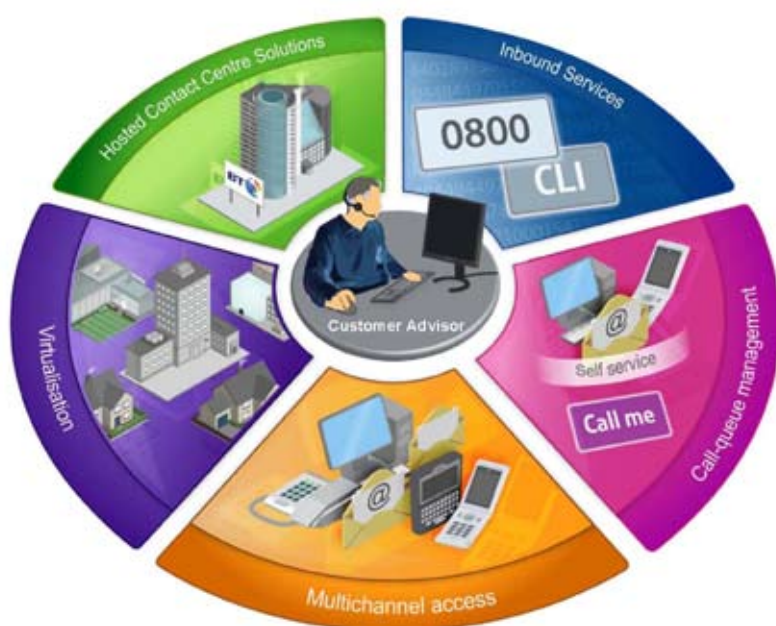 Hosted Contact Centre Solutions
BT
Inbound Services
0800
CLI
Customer Advisor
Virtualisation
@
Self service
Call me
Call-queue management
@
Multichannel access